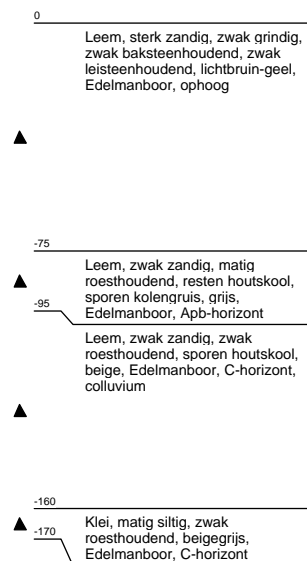 0
Leem, sterk zandig, zwak grindig,
zwak baksteenhoudend, zwak
leisteenhoudend, lichtbruin-geel,
Edelmanboor, ophoog
-75
Leem, zwak zandig, matig
roesthoudend, resten houtskool,
sporen kolengruis, grijs,
Edelmanboor, Apb-horizont
-95
Leem, zwak zandig, zwak
roesthoudend, sporen houtskool,
beige, Edelmanboor, C-horizont,
colluvium
-160
Klei, matig siltig, zwak
roesthoudend, beigegrijs,
Edelmanboor, C-horizont
-170